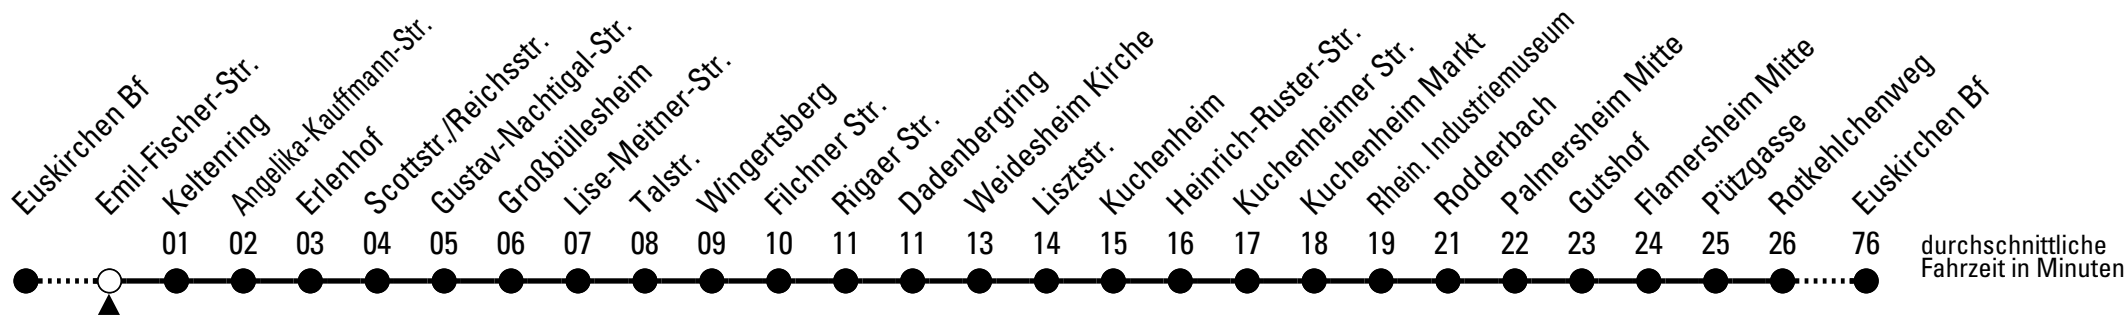 Euskirchen Bf
Emil-Fischer-Str.
Keltenring
Angelika-Kauffmann-Str.
Erlenhof
Scottstr./Reichsstr.
Gustav-Nachtigal-Str.
Großbüllesheim
Lise-Meitner-Str.
Talstr.
Wingertsberg
Filchner Str.
Rigaer Str.
Dadenbergring
Weidesheim Kirche
Lisztstr.
Kuchenheim
Heinrich-Ruster-Str.
Kuchenheimer Str.
Kuchenheim Markt
Rhein. Industriemuseum
Rodderbach
Palmersheim Mitte
Gutshof
Flamersheim Mitte
Pützgasse
Rotkehlchenweg
Euskirchen Bf
01 02 03 04 05 06 07 08 09 10 11 11 13 14 15 16 17 18 19 21 22 23 24 25 26 76
durchschnittliche
Fahrzeit in Minuten